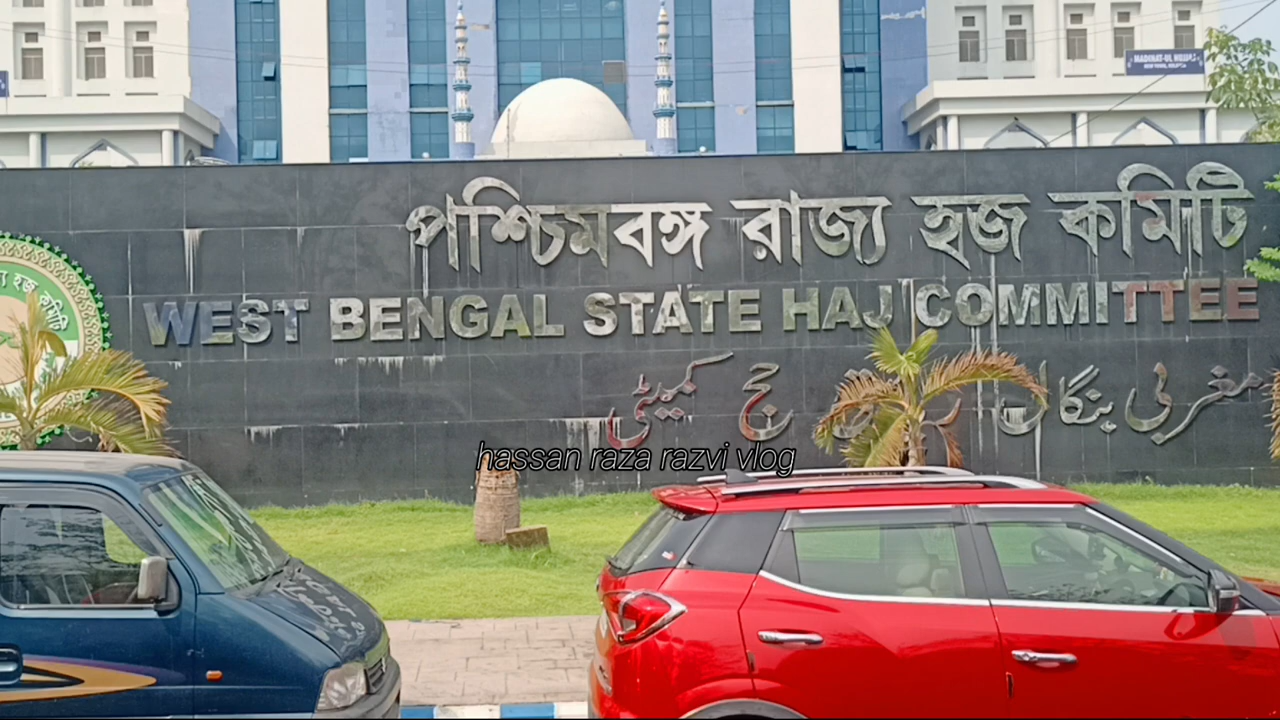 MADINAT-UL HUJJAJ
পশ্চিমবঙ্গ রাজ্য হজ কমিটি
WEST BENGAL STATE HAJ COMMITTEE
مغربی بنگال حج کمیٹی
hassan raza razvi vlog